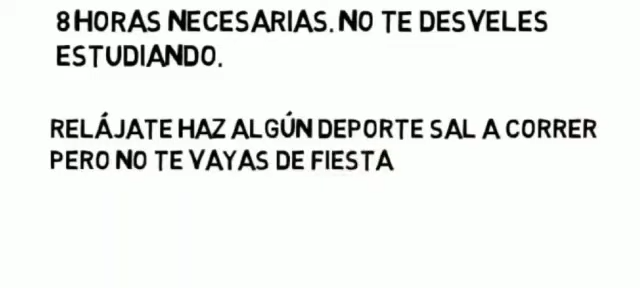 8 HORAS NECESARIAS. NO TE DESVELES
ESTUDIANDO.
RELÁJATE HAZ ALGÚN DEPORTE SAL A CORRER
PERO NO TE VAYAS DE FIESTA